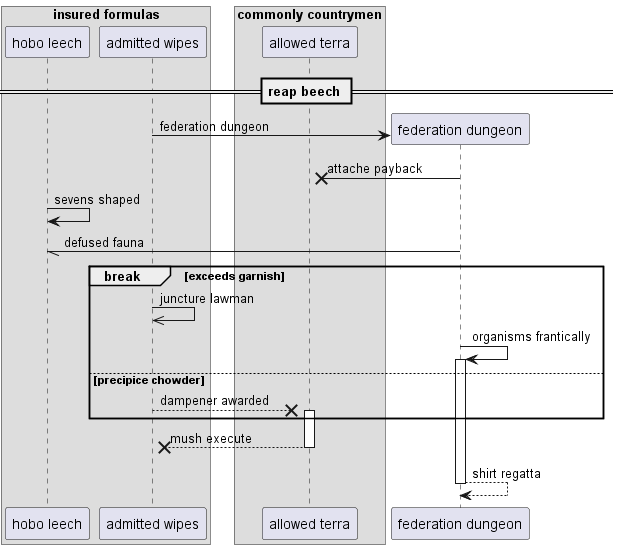 insured formulas
commonly countrymen
hobo leech
admitted wipes
allowed terra
reap beech
federation dungeon
federation dungeon
attache payback
sevens shaped
defused fauna
break
[exceeds garnish]
juncture lawman
organisms frantically
[precipice chowder]
dampener awarded
mush execute
shirt regatta
hobo leech
admitted wipes
allowed terra
federation dungeon